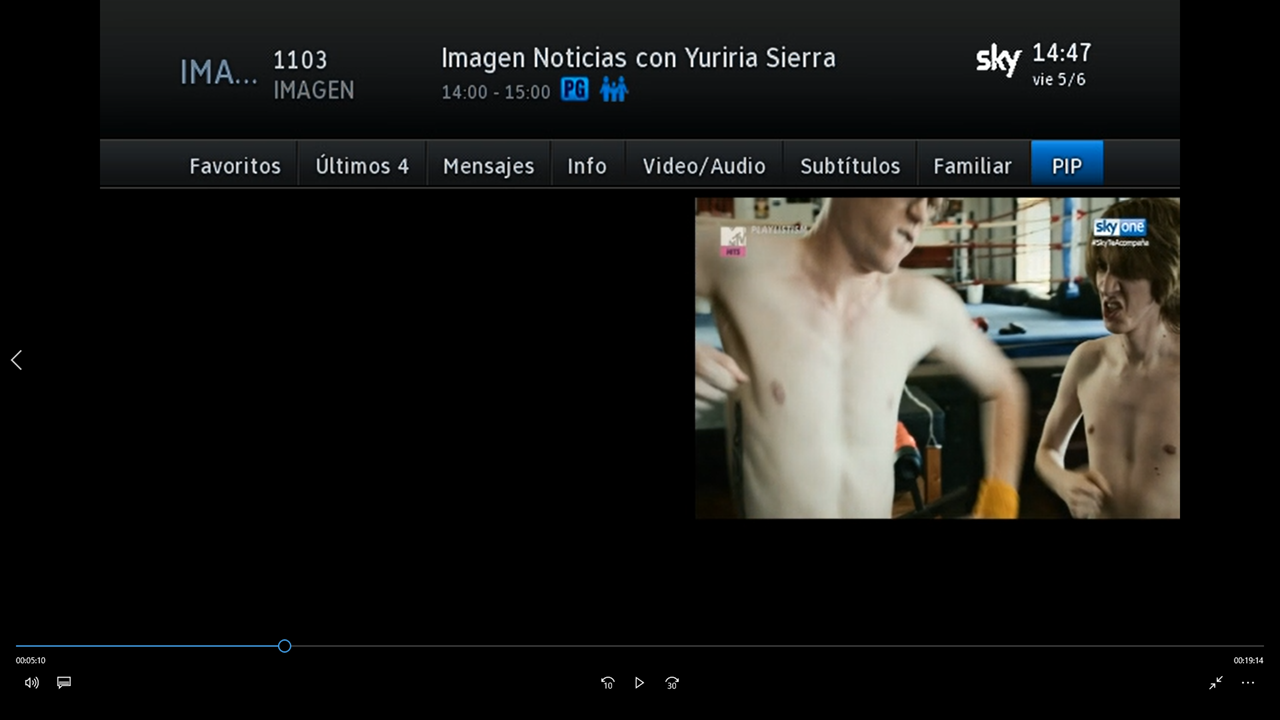 IMA...
1103
IMAGEN
Imagen Noticias con Yuriria Sierra
14:00 - 15:00 PG
sky 14:47
vie 5/6
Favoritos Últimos 4 Mensajes Info Video/Audio Subtítulos Familiar PIP
MTV PLAYLISTISM
HITS
sky one
#SkyTeAcompaña
00:05:10 00:19:14
10 30